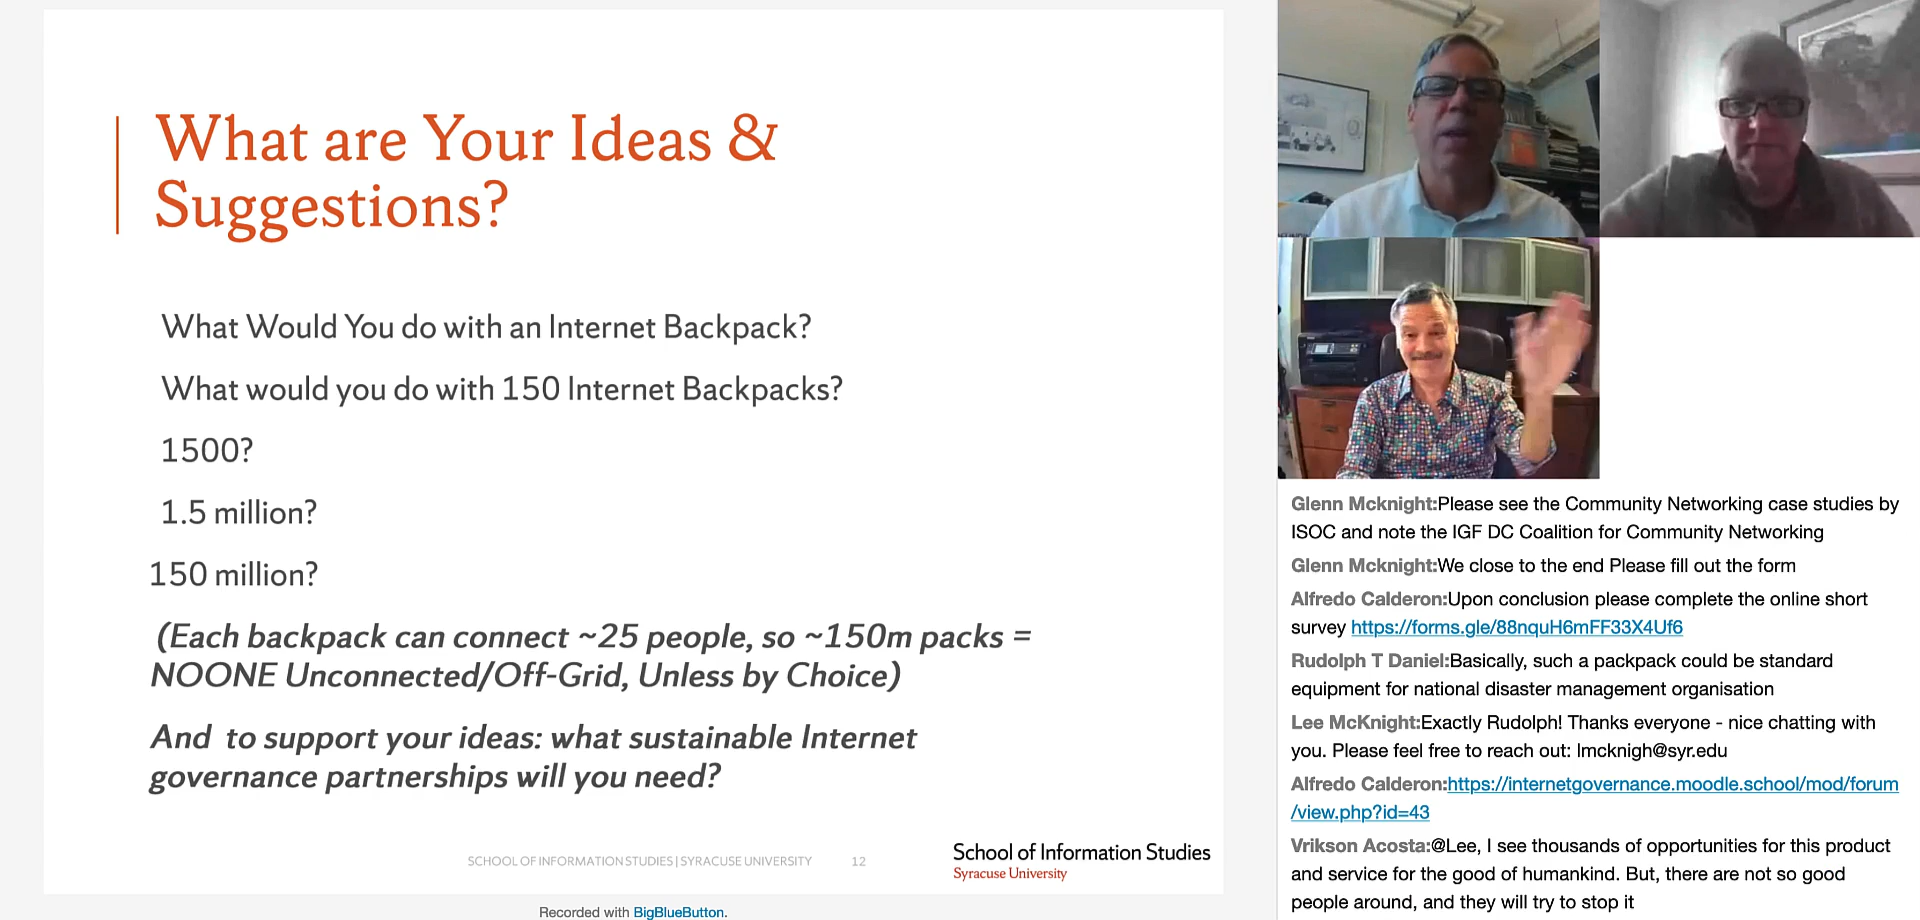 What are Your Ideas &
Suggestions?
What Would You do with an Internet Backpack?
What would you do with 150 Internet Backpacks?
1500?
1.5 million?
150 million?
(Each backpack can connect ~25 people, so ~150m packs =
NOONE Unconnected/Off-Grid, Unless by Choice)
And to support your ideas: what sustainable Internet
governance partnerships will you need?
SCHOOL OF INFORMATION STUDIES | SYRACUSE UNIVERSITY 12
School of Information Studies
Syracuse University
Recorded with BigBlueButton.
Glenn Mcknight:Please see the Community Networking case studies by
ISOC and note the IGF DC Coalition for Community Networking
Glenn Mcknight:We close to the end Please fill out the form
Alfredo Calderon:Upon conclusion please complete the online short
survey https://forms.gle/88nquH6mFF33X4Uf6
Rudolph T Daniel:Basically, such a packpack could be standard
equipment for national disaster management organisation
Lee McKnight:Exactly Rudolph! Thanks everyone - nice chatting with
you. Please feel free to reach out: lmcknigh@syr.edu
Alfredo Calderon:https://internetgovernance.moodle.school/mod/forum
/view.php?id=43
Vrikson Acosta:@Lee, I see thousands of opportunities for this product
and service for the good of humankind. But, there are not so good
people around, and they will try to stop it